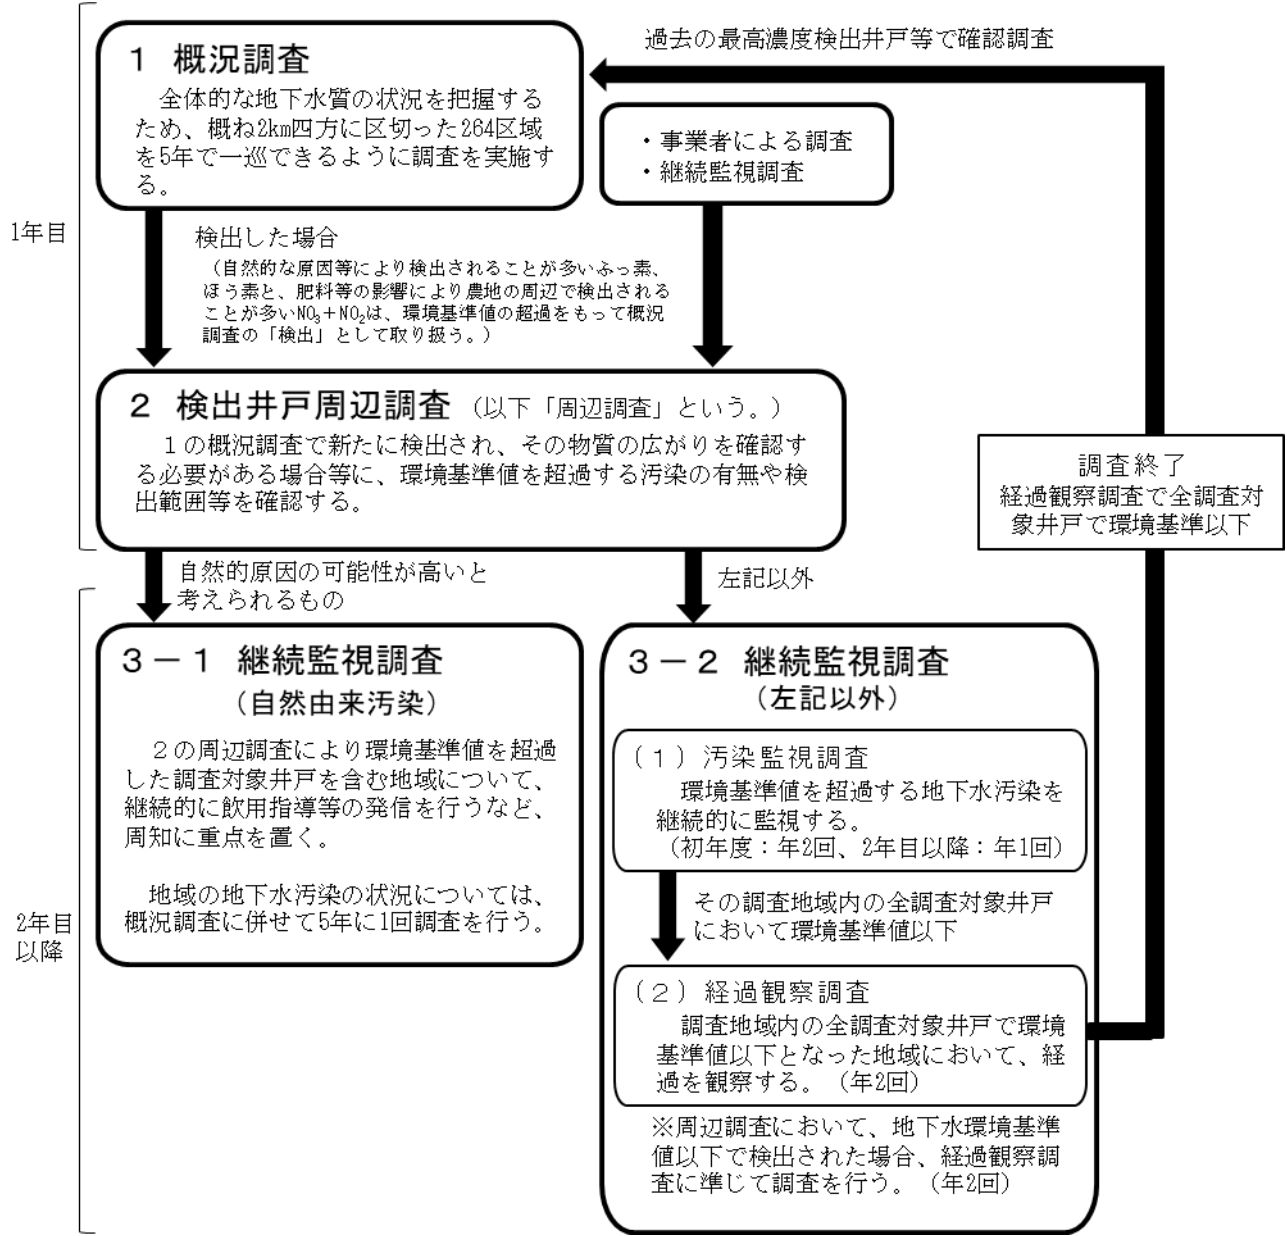 過去の最高濃度検出井戸等で確認調査
1年目
1 概況調査
全体的な地下水質の状況を把握する
ため、概ね2km四方に区切った264区域
を5年で一巡できるように調査を実施す
る。
・事業者による調査
・継続監視調査
検出した場合
(自然的な原因等により検出されることが多いふっ素、
ほう素と、肥料等の影響により農地の周辺で検出される
ことが多いNO₃+NO₂は、環境基準値の超過をもって概況
調査の「検出」として取り扱う。)
2 検出井戸周辺調査 (以下「周辺調査」という。)
1の概況調査で新たに検出され、その物質の広がりを確認す
る必要がある場合等に、環境基準値を超過する汚染の有無や検
出範囲等を確認する。
調査終了
経過観察調査で全調査対
象井戸で環境基準以下
自然的原因の可能性が高いと
考えられるもの
左記以外
2年目
以降
3-1 継続監視調査
(自然由来汚染)
2の周辺調査により環境基準値を超過
した調査対象井戸を含む地域について、
継続的に飲用指導等の発信を行うなど、
周知に重点を置く。
地域の地下水汚染の状況については、
概況調査に併せて5年に1回調査を行う。
3-2 継続監視調査
(左記以外)
(1)汚染監視調査
環境基準値を超過する地下水汚染を
継続的に監視する。
(初年度:年2回、2年目以降:年1回)
その調査地域内の全調査対象井戸
において環境基準値以下
(2)経過観察調査
調査地域内の全調査対象井戸で環境
基準値以下となった地域において、経
過を観察する。(年2回)
※周辺調査において、地下水環境基準
値以下で検出された場合、経過観察調
査に準じて調査を行う。(年2回)